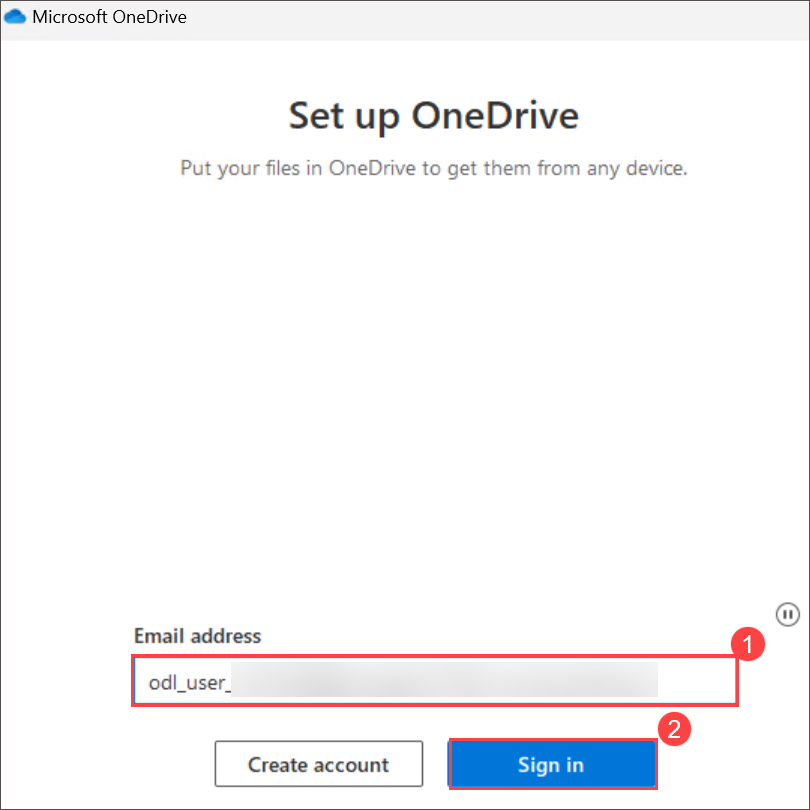 Microsoft OneDrive
Set up OneDrive
Put your files in OneDrive to get them from any device.
Email address
1
odl_user_
2
Create account
Sign in